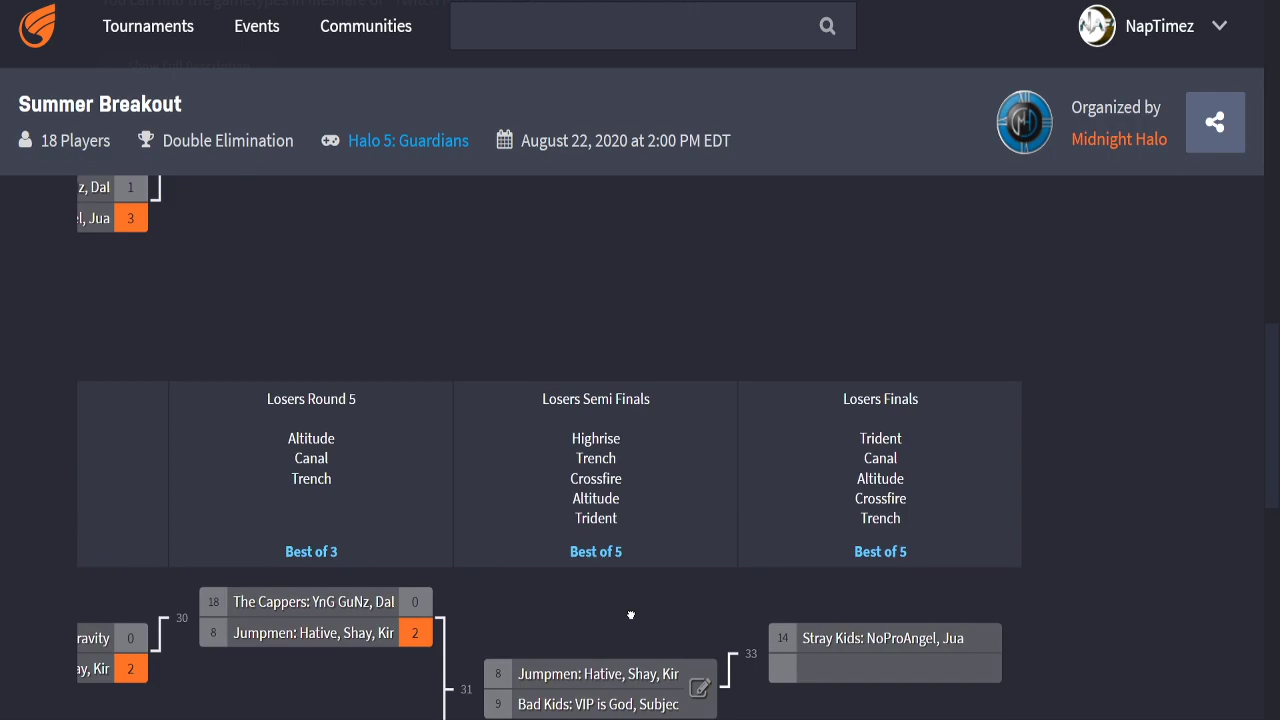 Tournaments
Events
Communities
NapTimez
Summer Breakout
18 Players
Double Elimination
Halo 5: Guardians
August 22, 2020 at 2:00 PM EDT
Organized by
Midnight Halo
z, Dal 1
el, Jua 3
Losers Round 5
Altitude
Canal
Trench
Best of 3
Losers Semi Finals
Highrise
Trench
Crossfire
Altitude
Trident
Best of 5
Losers Finals
Trident
Canal
Altitude
Crossfire
Trench
Best of 5
ravity 0
ay, Kir 2
30
18 The Cappers: YnG GuNz, Dal 0
8 Jumpmen: Hative, Shay, Kir 2
31
8 Jumpmen: Hative, Shay, Kir
9 Bad Kids: VIP is God, Subjec
33
14 Stray Kids: NoProAngel, Jua